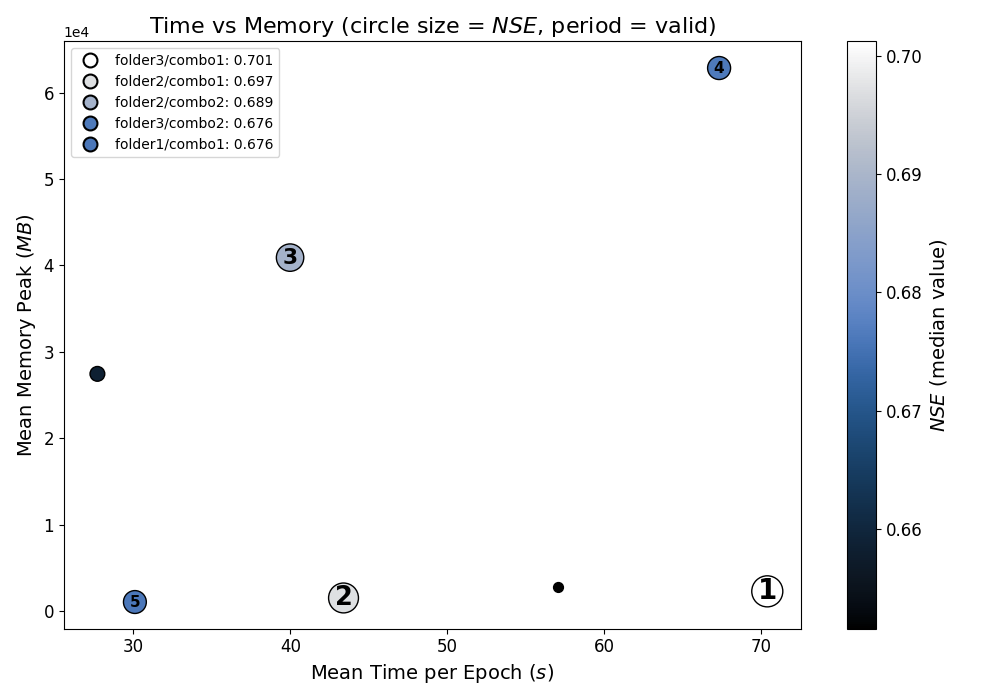 Time vs Memory (circle size = NSE, period = valid)
1e4
folder3/combo1: 0.701
folder2/combo1: 0.697
folder2/combo2: 0.689
folder3/combo2: 0.676
folder1/combo1: 0.676
6
5
4
3
2
1
0
Mean Memory Peak (MB)
4
3
5
2
1
30
40
50
60
70
Mean Time per Epoch (s)
0.70
0.69
0.68
0.67
0.66
NSE (median value)